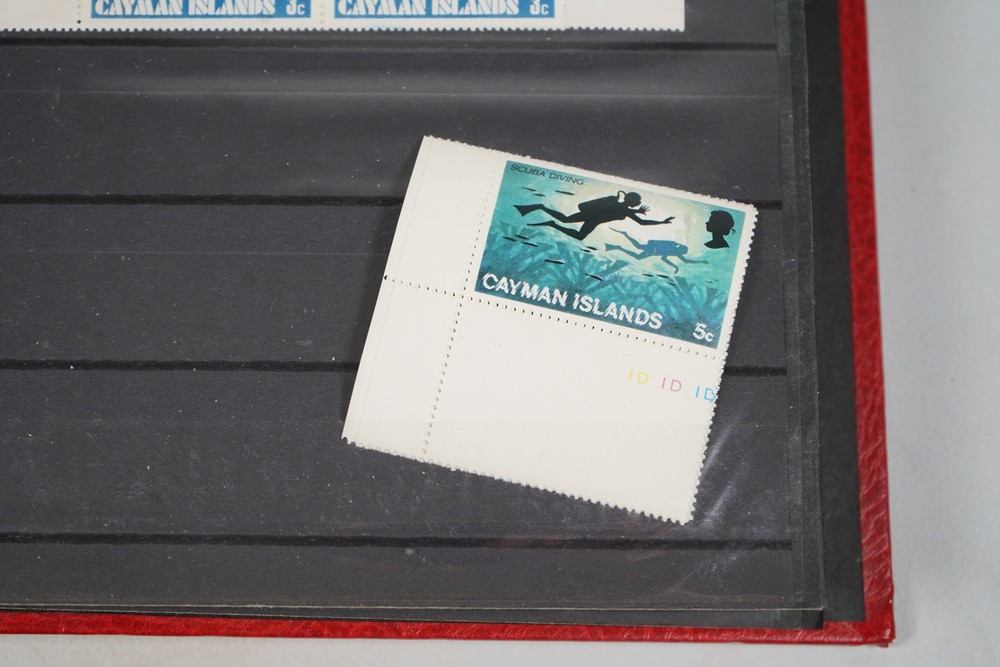 CAYMAN ISLANDS 3c CAYMAN ISLANDS 3c
SCUBA DIVING
CAYMAN ISLANDS 5c
1D 1D 1D